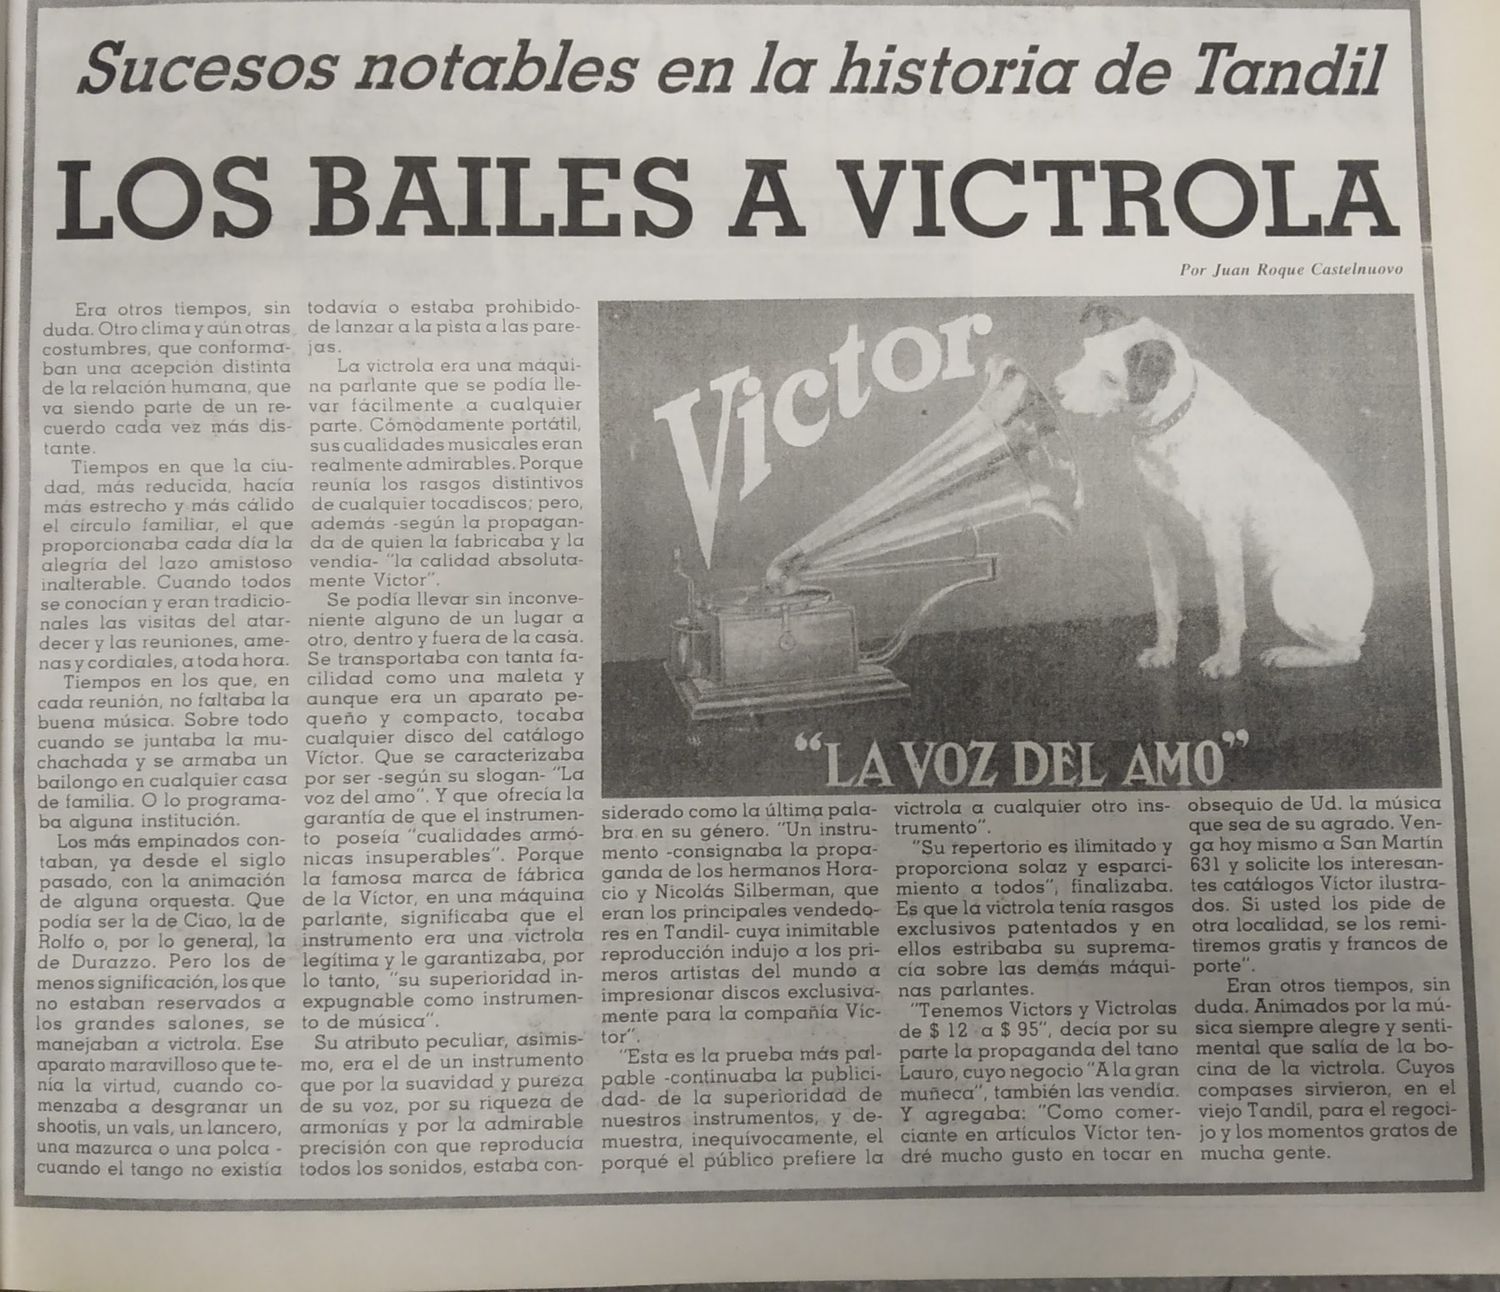 Sucesos notables en la historia de Tandil
LOS BAILES A VICTROLA
Por Juan Roque Castelnuovo
Era otros tiempos, sin
duda. Otro clima y aún otras
costumbres, que conforma-
ban una acepción distinta
de la relación humana, que
va siendo parte de un re-
cuerdo cada vez más dis-
tante.
Tiempos en que la ciu-
dad, más reducida, hacía
más estrecho y más cálido
el círculo familiar, el que
proporcionaba cada día la
alegría del lazo amistoso
inalterable. Cuando todos
se conocían y eran tradicio-
nales las visitas del atar-
decer y las reuniones, ame-
nas y cordiales, a toda hora.
Tiempos en los que, en
cada reunión, no faltaba la
buena música. Sobre todo
cuando se juntaba la mu-
chachada y se armaba un
bailongo en cualquier casa
de familia. O lo programa-
ba alguna institución.
Los más empinados con-
taban, ya desde el siglo
pasado, con la animación
de alguna orquesta. Que
podía ser la de Ciao, la de
Rolfo o, por lo general, la
de Durazzo. Pero los de
menos significación, los que
no estaban reservados a
los grandes salones, se
manejaban a victrola. Ese
aparato maravilloso que te-
nía la virtud, cuando co-
menzaba a desgranar un
shootis, un vals, un lancero,
una mazurca o una polca -
cuando el tango no existía
todavía o estaba prohibido-
de lanzar a la pista a las pare-
jas.
La victrola era una máqui-
na parlante que se podía lle-
var fácilmente a cualquier
parte. Cómodamente portátil,
sus cualidades musicales eran
realmente admirables. Porque
reunía los rasgos distintivos
de cualquier tocadiscos; pero,
además -según la propagan-
da de quien la fabricaba y la
vendía- "la calidad absoluta-
mente Victor".
Se podía llevar sin inconve-
niente alguno de un lugar a
otro, dentro y fuera de la casa.
Se transportaba con tanta fa-
cilidad como una maleta y
aunque era un aparato pe-
queño y compacto, tocaba
cualquier disco del catálogo
Víctor. Que se caracterizaba
por ser -según su slogan- "La
voz del amo". Y que ofrecía la
garantía de que el instrumen-
to poseía "cualidades armó-
nicas insuperables". Porque
la famosa marca de fábrica
de la Víctor, en una máquina
parlante, significaba que el
instrumento era una victrola
legítima y le garantizaba, por
lo tanto, "su superioridad in-
expugnable como instrumen-
to de música".
Su atributo peculiar, asimis-
mo, era el de un instrumento
que por la suavidad y pureza
de su voz, por su riqueza de
armonías y por la admirable
precisión con que reproducía
todos los sonidos, estaba con-
Victor
"LA VOZ DEL AMO"
siderado como la última pala-
bra en su género. "Un instru-
mento -consignaba la propa-
ganda de los hermanos Hora-
cio y Nicolás Silberman, que
eran los principales vendedo-
res en Tandil- cuya inimitable
reproducción indujo a los pri-
meros artistas del mundo a
impresionar discos exclusiva-
mente para la compañía Víc-
tor".
"Esta es la prueba más pal-
pable -continuaba la publici-
dad- de la superioridad de
nuestros instrumentos, y de-
muestra, inequívocamente, el
porqué el público prefiere la
victrola a cualquier otro ins-
trumento".
"Su repertorio es ilimitado y
proporciona solaz y esparci-
miento a todos", finalizaba.
Es que la victrola tenía rasgos
exclusivos patentados y en
ellos estribaba su suprema-
cía sobre las demás máqui-
nas parlantes.
"Tenemos Victors y Victrolas
de $ 12 a $ 95", decía por su
parte la propaganda del tano
Lauro, cuyo negocio "A la gran
muñeca", también las vendía.
Y agregaba: "Como comer-
ciante en artículos Víctor ten-
dré mucho gusto en tocar en
obsequio de Ud. la música
que sea de su agrado. Ven-
ga hoy mismo a San Martín
631 y solicite los interesan-
tes catálogos Víctor ilustra-
dos. Si usted los pide de
otra localidad, se los remi-
tiremos gratis y francos de
porte".
Eran otros tiempos, sin
duda. Animados por la mú-
sica siempre alegre y senti-
mental que salía de la bo-
cina de la victrola. Cuyos
compases sirvieron, en el
viejo Tandil, para el regoci-
jo y los momentos gratos de
mucha gente.